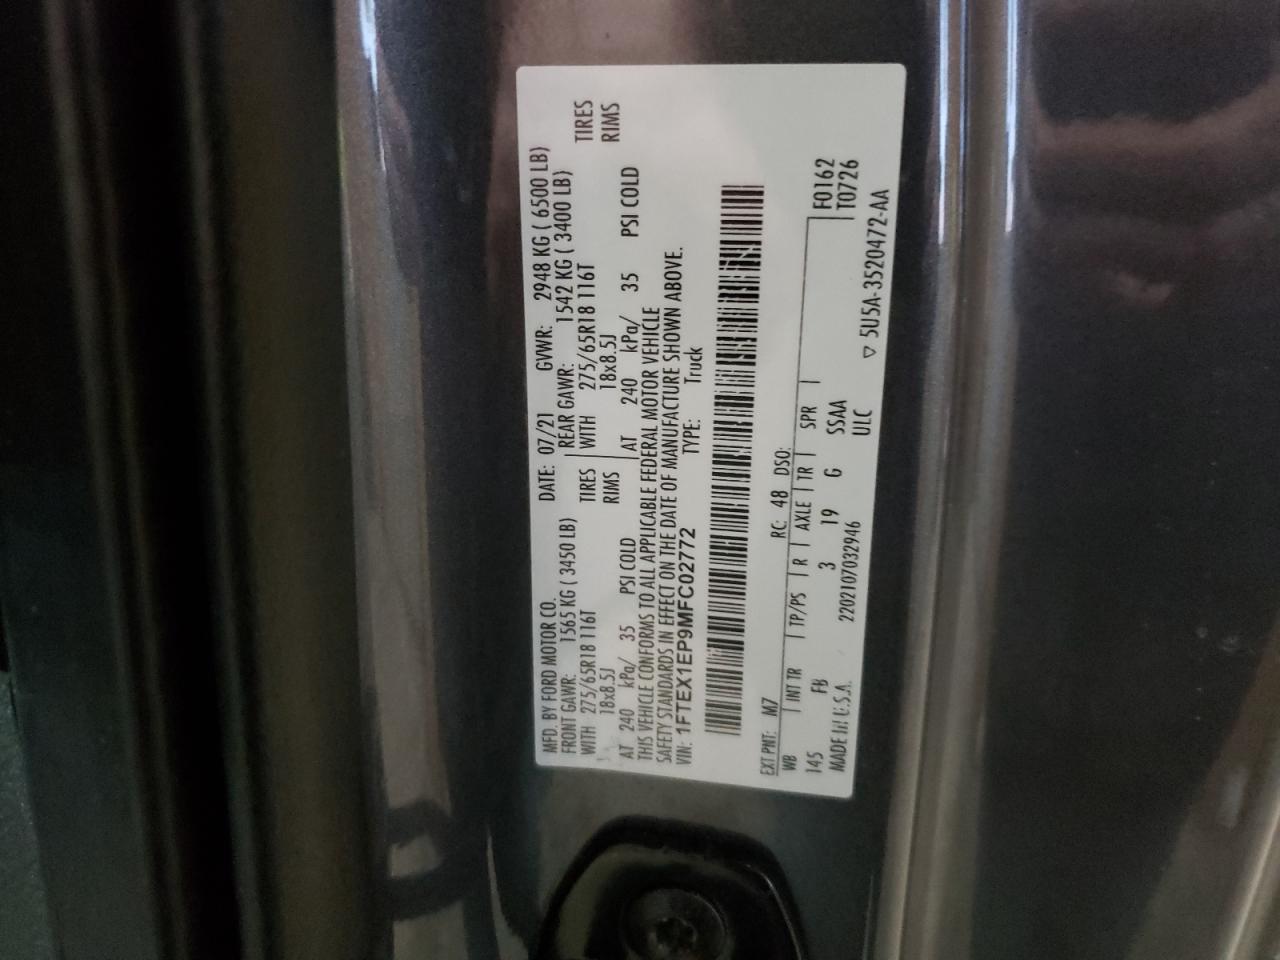 MFD. BY FORD MOTOR CO. DATE: 07/21 GVWR: 2948 KG ( 6500 LB)
FRONT GAWR: 1565 KG ( 3450 LB) REAR GAWR: 1542 KG ( 3400 LB)
WITH 275/65R18 116T TIRES WITH 275/65R18 116T TIRES
18x8.5J RIMS 18x8.5J RIMS
AT 240 kPa/ 35 PSI COLD AT 240 kPa/ 35 PSI COLD
THIS VEHICLE CONFORMS TO ALL APPLICABLE FEDERAL MOTOR VEHICLE
SAFETY STANDARDS IN EFFECT ON THE DATE OF MANUFACTURE SHOWN ABOVE.
VIN: 1FTEX1EP9MFC02772 TYPE: Truck
EXT PNT: M7 RC: 48 DSO:
WB INT TR TP/PS R AXLE TR SPR F0162
145 FB 3 19 G SSAA T0726
MADE IN U.S.A. 220210703​2946 ULC
▽ 5U5A-3520472-AA